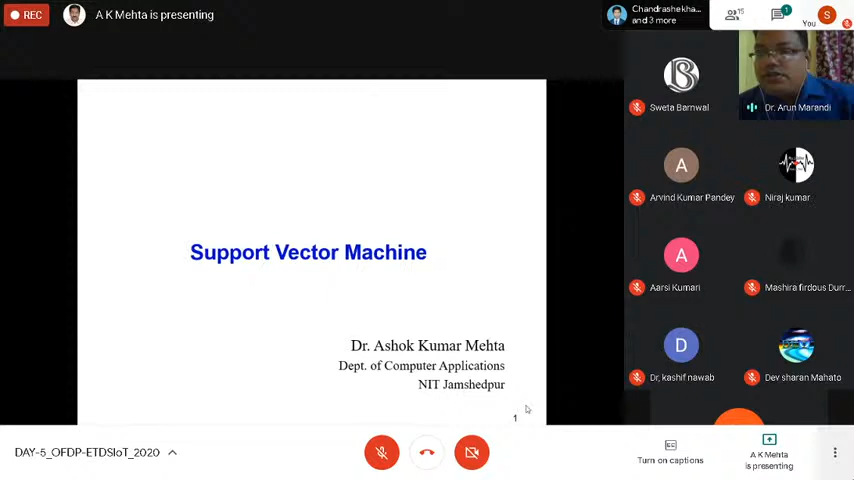 REC
A K Mehta is presenting
Chandrashekha...
and 3 more
15
1
You
S
Support Vector Machine
Dr. Ashok Kumar Mehta
Dept. of Computer Applications
NIT Jamshedpur
1
Sweta Barnwal
Dr. Arun Marandi
A
Arvind Kumar Pandey
Niraj kumar
A
Aarsi Kumari
Mashira firdous Durr...
D
Dr, kashif nawab
Dev sharan Mahato
DAY-5_OFDP-ETDSIoT_2020
Turn on captions
A K Mehta
is presenting